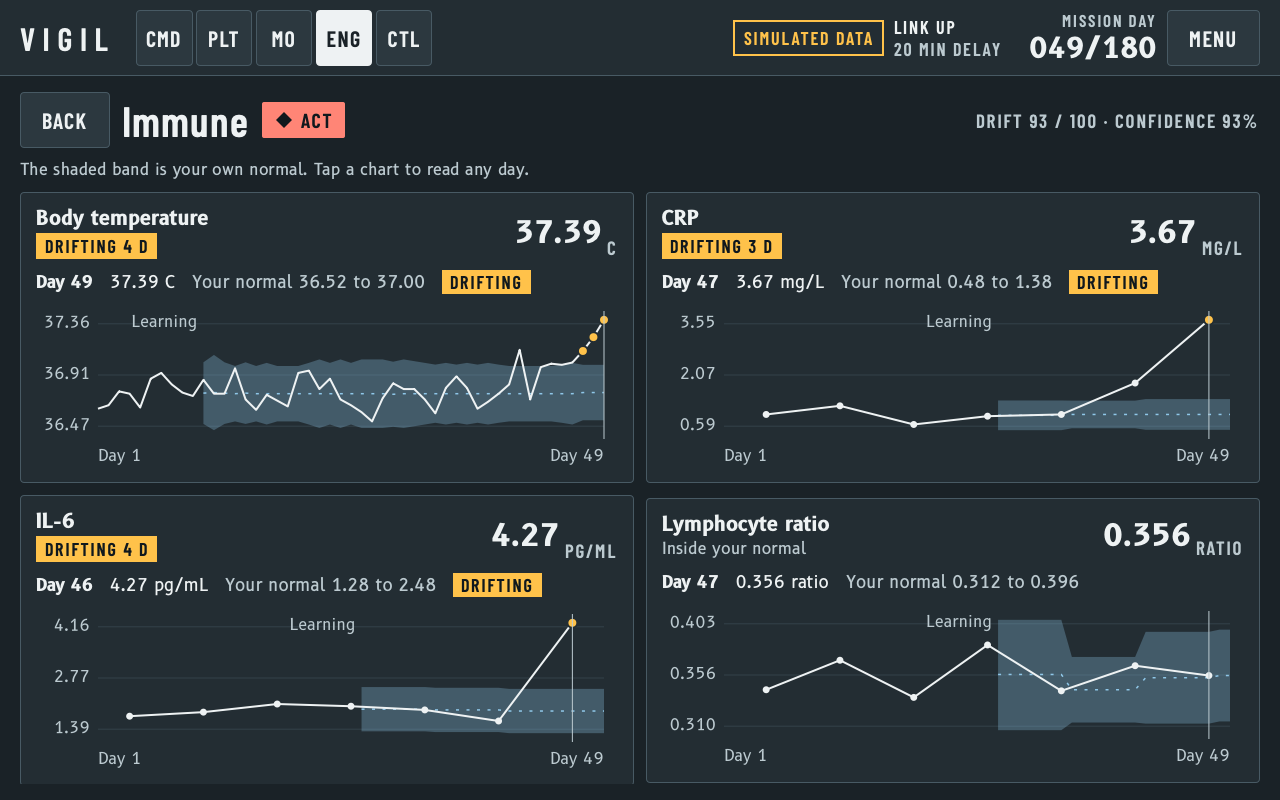 VIGIL
CMD
PLT
MO
ENG
CTL
SIMULATED DATA
LINK UP
20 MIN DELAY
MISSION DAY
049/180
MENU
BACK
Immune
◆ ACT
DRIFT 93 / 100 · CONFIDENCE 93%
The shaded band is your own normal. Tap a chart to read any day.
Body temperature
DRIFTING 4 D
37.39 C
Day 49 37.39 C Your normal 36.52 to 37.00 DRIFTING
37.36
Learning
36.91
36.47
Day 1
Day 49
CRP
DRIFTING 3 D
3.67 MG/L
Day 47 3.67 mg/L Your normal 0.48 to 1.38 DRIFTING
3.55
Learning
2.07
0.59
Day 1
Day 49
IL-6
DRIFTING 4 D
4.27 PG/ML
Day 46 4.27 pg/mL Your normal 1.28 to 2.48 DRIFTING
4.16
Learning
2.77
1.39
Day 1
Day 49
Lymphocyte ratio
Inside your normal
0.356 RATIO
Day 47 0.356 ratio Your normal 0.312 to 0.396
0.403
Learning
0.356
0.310
Day 1
Day 49